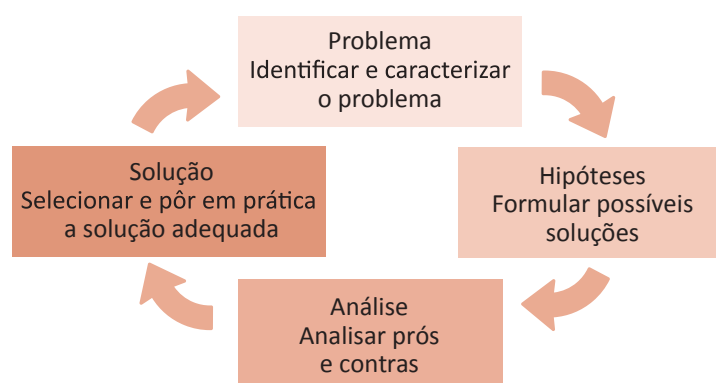 Problema
Identificar e caracterizar
o problema
Hipóteses
Formular possíveis
soluções
Análise
Analisar prós
e contras
Solução
Selecionar e pôr em prática
a solução adequada